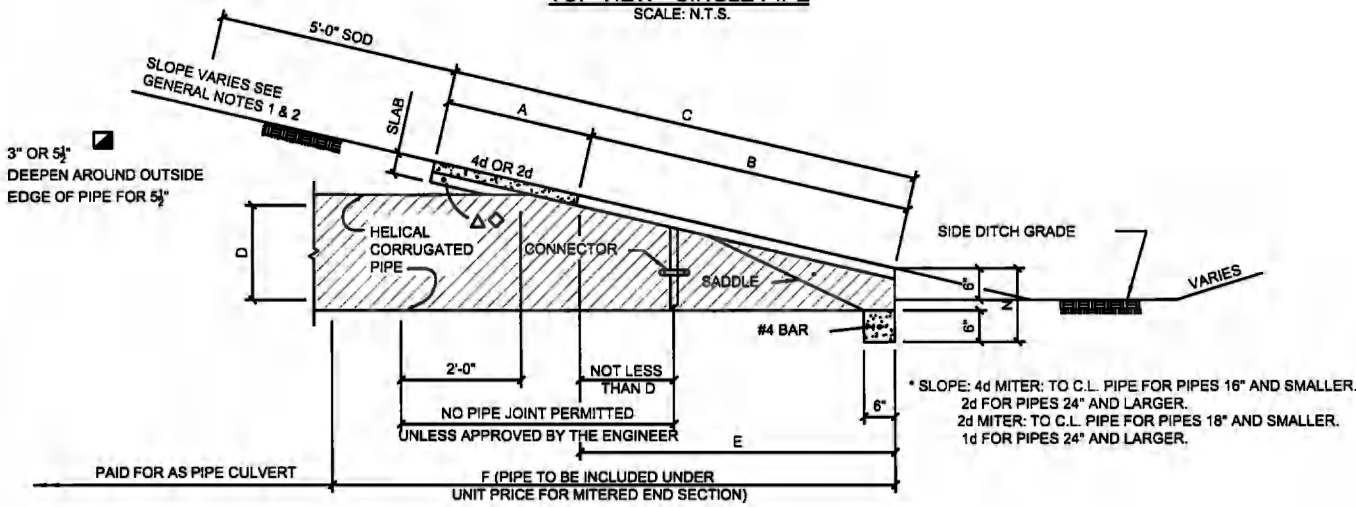 SCALE: N.T.S.
5'-0" SOD
SLOPE VARIES SEE
GENERAL NOTES 1 & 2
SLAB
A
C
B
3" OR 5½"
DEEPEN AROUND OUTSIDE
EDGE OF PIPE FOR 5½"
4d OR 2d
D
HELICAL
CORRUGATED
PIPE
CONNECTOR
SADDLE
SIDE DITCH GRADE
VARIES
6"
N
6"
#4 BAR
2'-0"
NOT LESS
THAN D
6"
NO PIPE JOINT PERMITTED
UNLESS APPROVED BY THE ENGINEER
E
* SLOPE: 4d MITER: TO C.L. PIPE FOR PIPES 16" AND SMALLER.
2d FOR PIPES 24" AND LARGER.
2d MITER: TO C.L. PIPE FOR PIPES 18" AND SMALLER.
1d FOR PIPES 24" AND LARGER.
PAID FOR AS PIPE CULVERT
F (PIPE TO BE INCLUDED UNDER
UNIT PRICE FOR MITERED END SECTION)